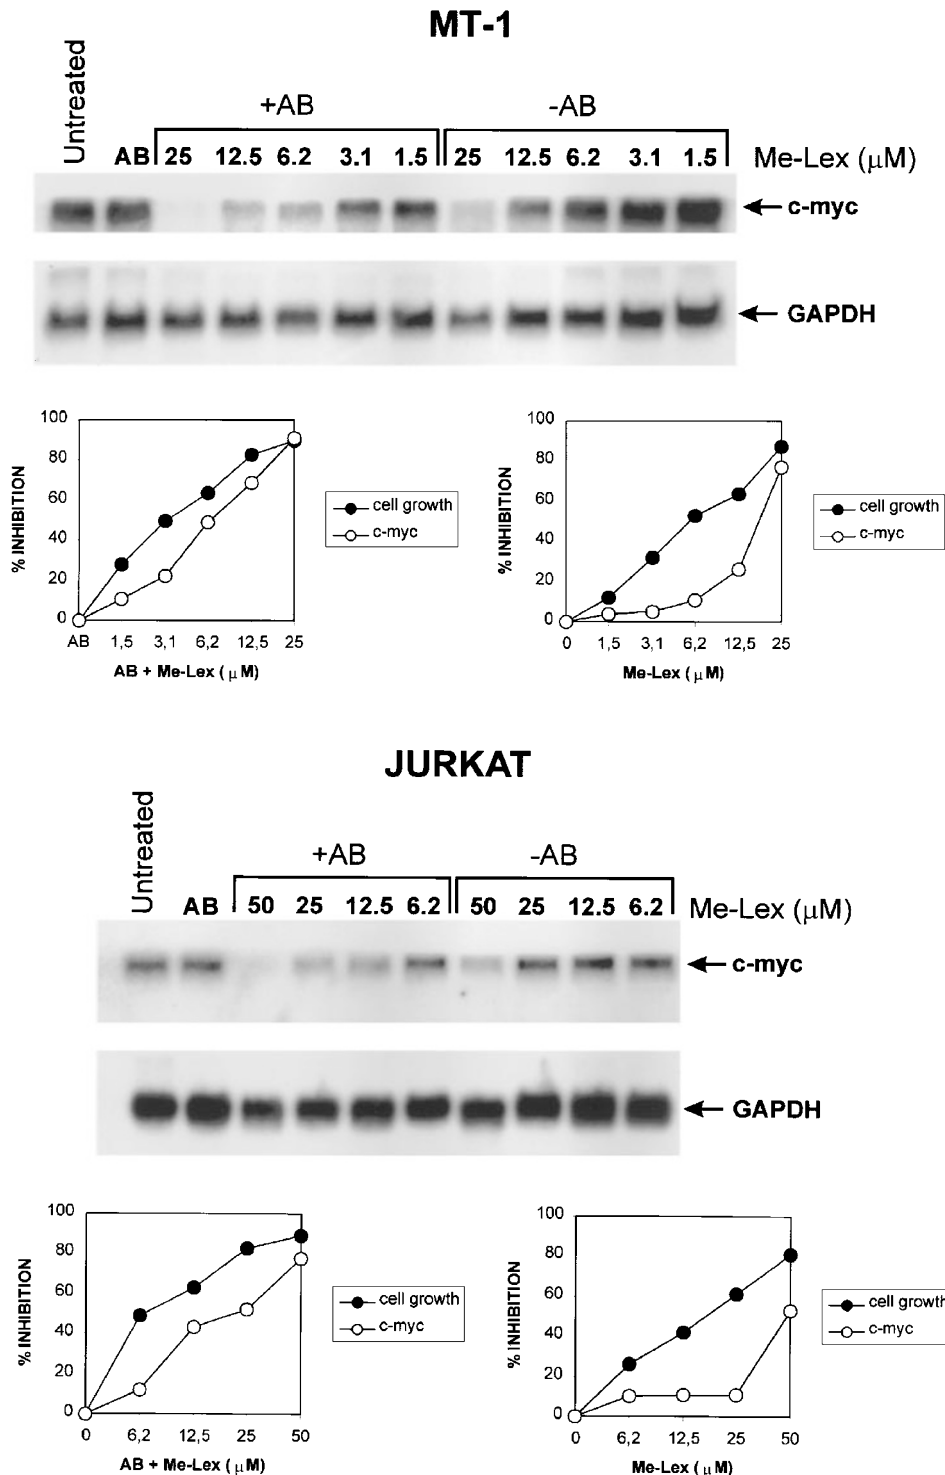 MT-1
Untreated
+AB
-AB
AB 25 12.5 6.2 3.1 1.5 25 12.5 6.2 3.1 1.5 Me-Lex (μM)
c-myc
GAPDH
100
80
60
40
20
0
% INHIBITION
AB 1,5 3,1 6,2 12,5 25
AB + Me-Lex ( μ M)
cell growth
c-myc
100
80
60
40
20
0
% INHIBITION
0 1,5 3,1 6,2 12,5 25
Me-Lex ( μ M)
cell growth
c-myc
JURKAT
Untreated
+AB
-AB
AB 50 25 12.5 6.2 50 25 12.5 6.2 Me-Lex (μM)
c-myc
GAPDH
100
80
60
40
20
0
% INHIBITION
0 6,2 12,5 25 50
AB + Me-Lex ( μ M)
cell growth
c-myc
100
80
60
40
20
0
% INHIBITION
0 6,2 12,5 25 50
Me-Lex ( μ M)
cell growth
c-myc